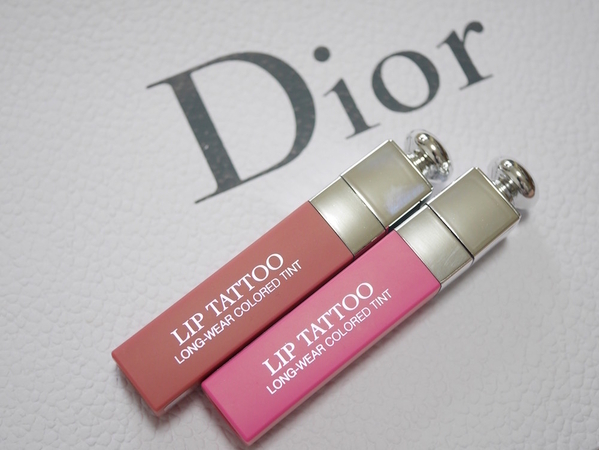 Dior
LIP TATTOO
LONG-WEAR COLORED TINT
LIP TATTOO
LONG-WEAR COLORED TINT